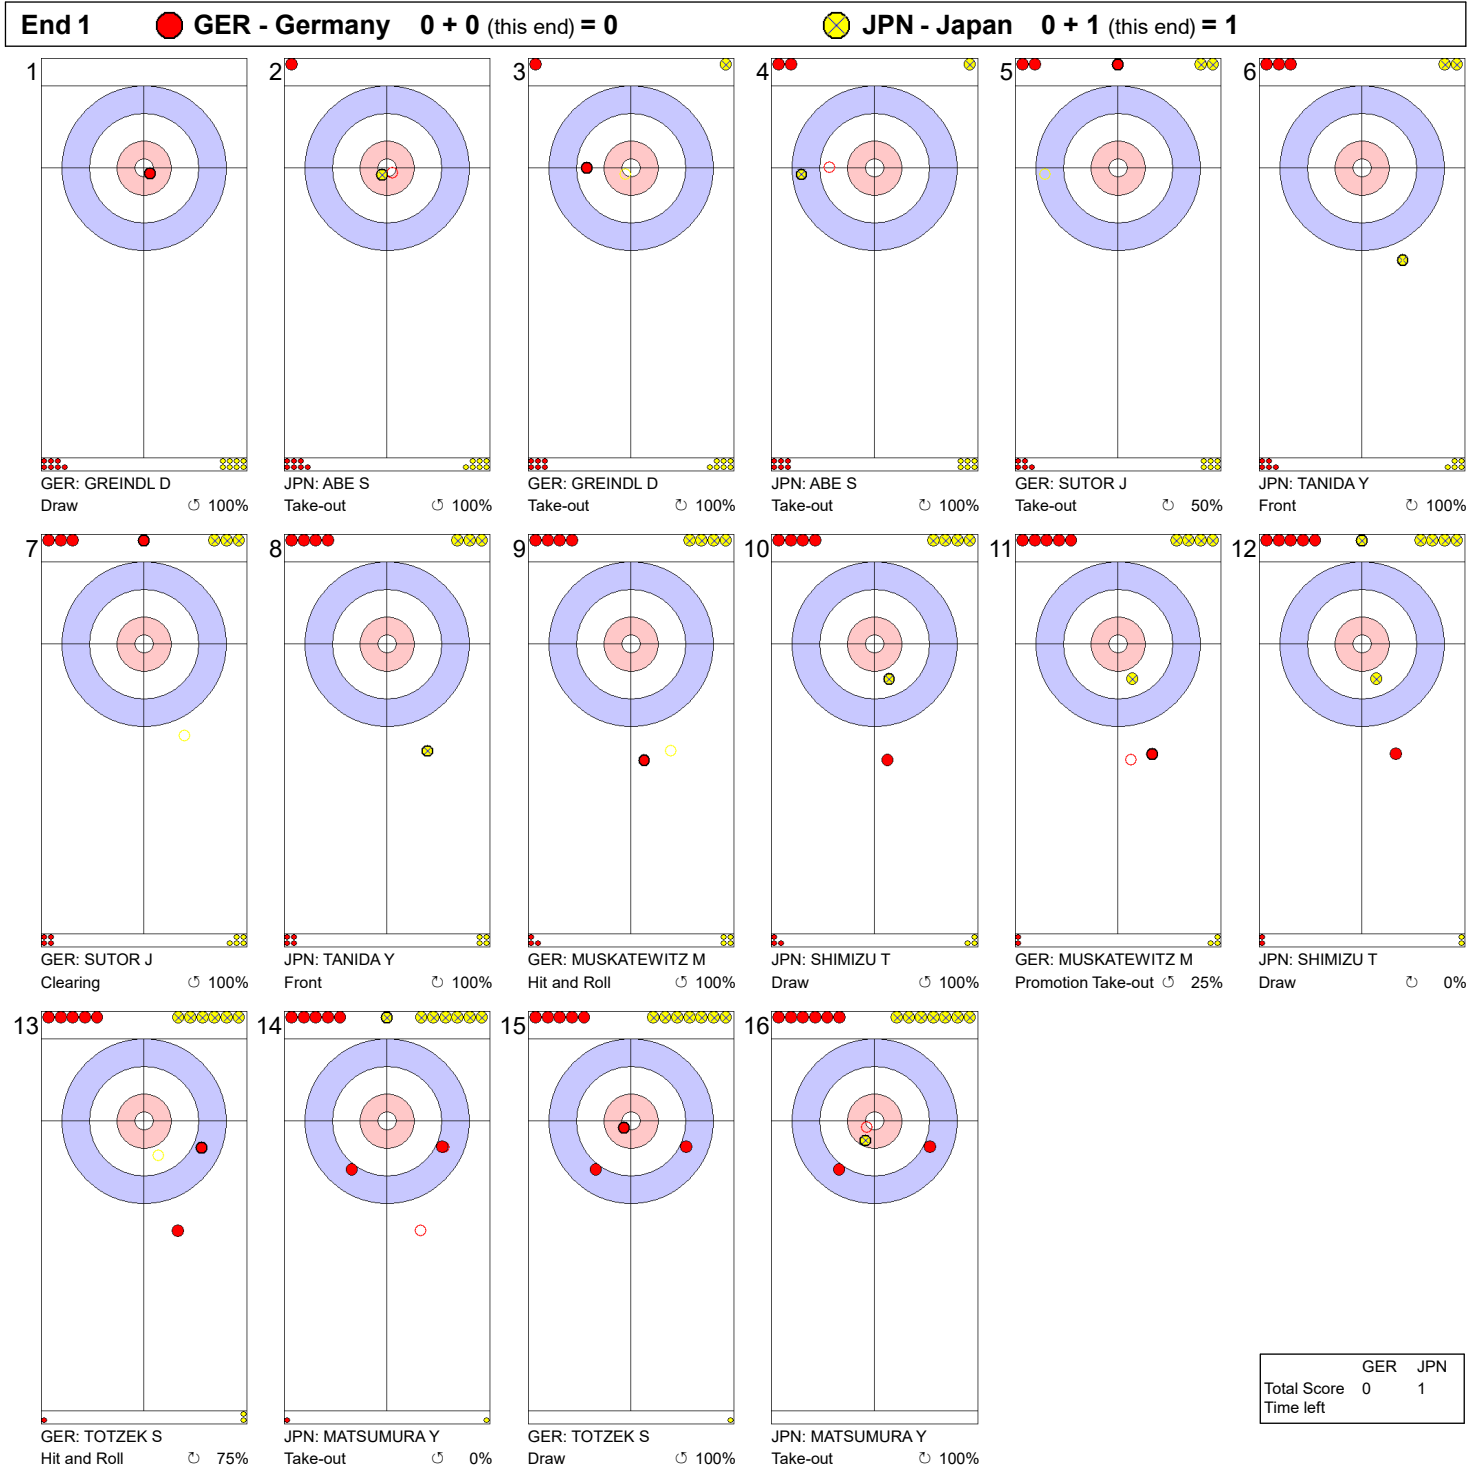 End 1 GER - Germany 0 + 0 (this end) = 0 JPN - Japan 0 + 1 (this end) = 1
1 2 3 4 5 6
GER: GREINDL D JPN: ABE S GER: GREINDL D JPN: ABE S GER: SUTOR J JPN: TANIDA Y
Draw ↺ 100% Take-out ↺ 100% Take-out ↺ 100% Take-out ↺ 100% Take-out ↻ 50% Front ↻ 100%
7 8 9 10 11 12
GER: SUTOR J JPN: TANIDA Y GER: MUSKATEWITZ M JPN: SHIMIZU T GER: MUSKATEWITZ M JPN: SHIMIZU T
Clearing ↺ 100% Front ↻ 100% Hit and Roll ↺ 100% Draw ↺ 100% Promotion Take-out ↺ 25% Draw ↻ 0%
13 14 15 16
GER: TOTZEK S JPN: MATSUMURA Y GER: TOTZEK S JPN: MATSUMURA Y
Hit and Roll ↻ 75% Take-out ↺ 0% Draw ↺ 100% Take-out ↻ 100%
GER JPN
Total Score 0 1
Time left